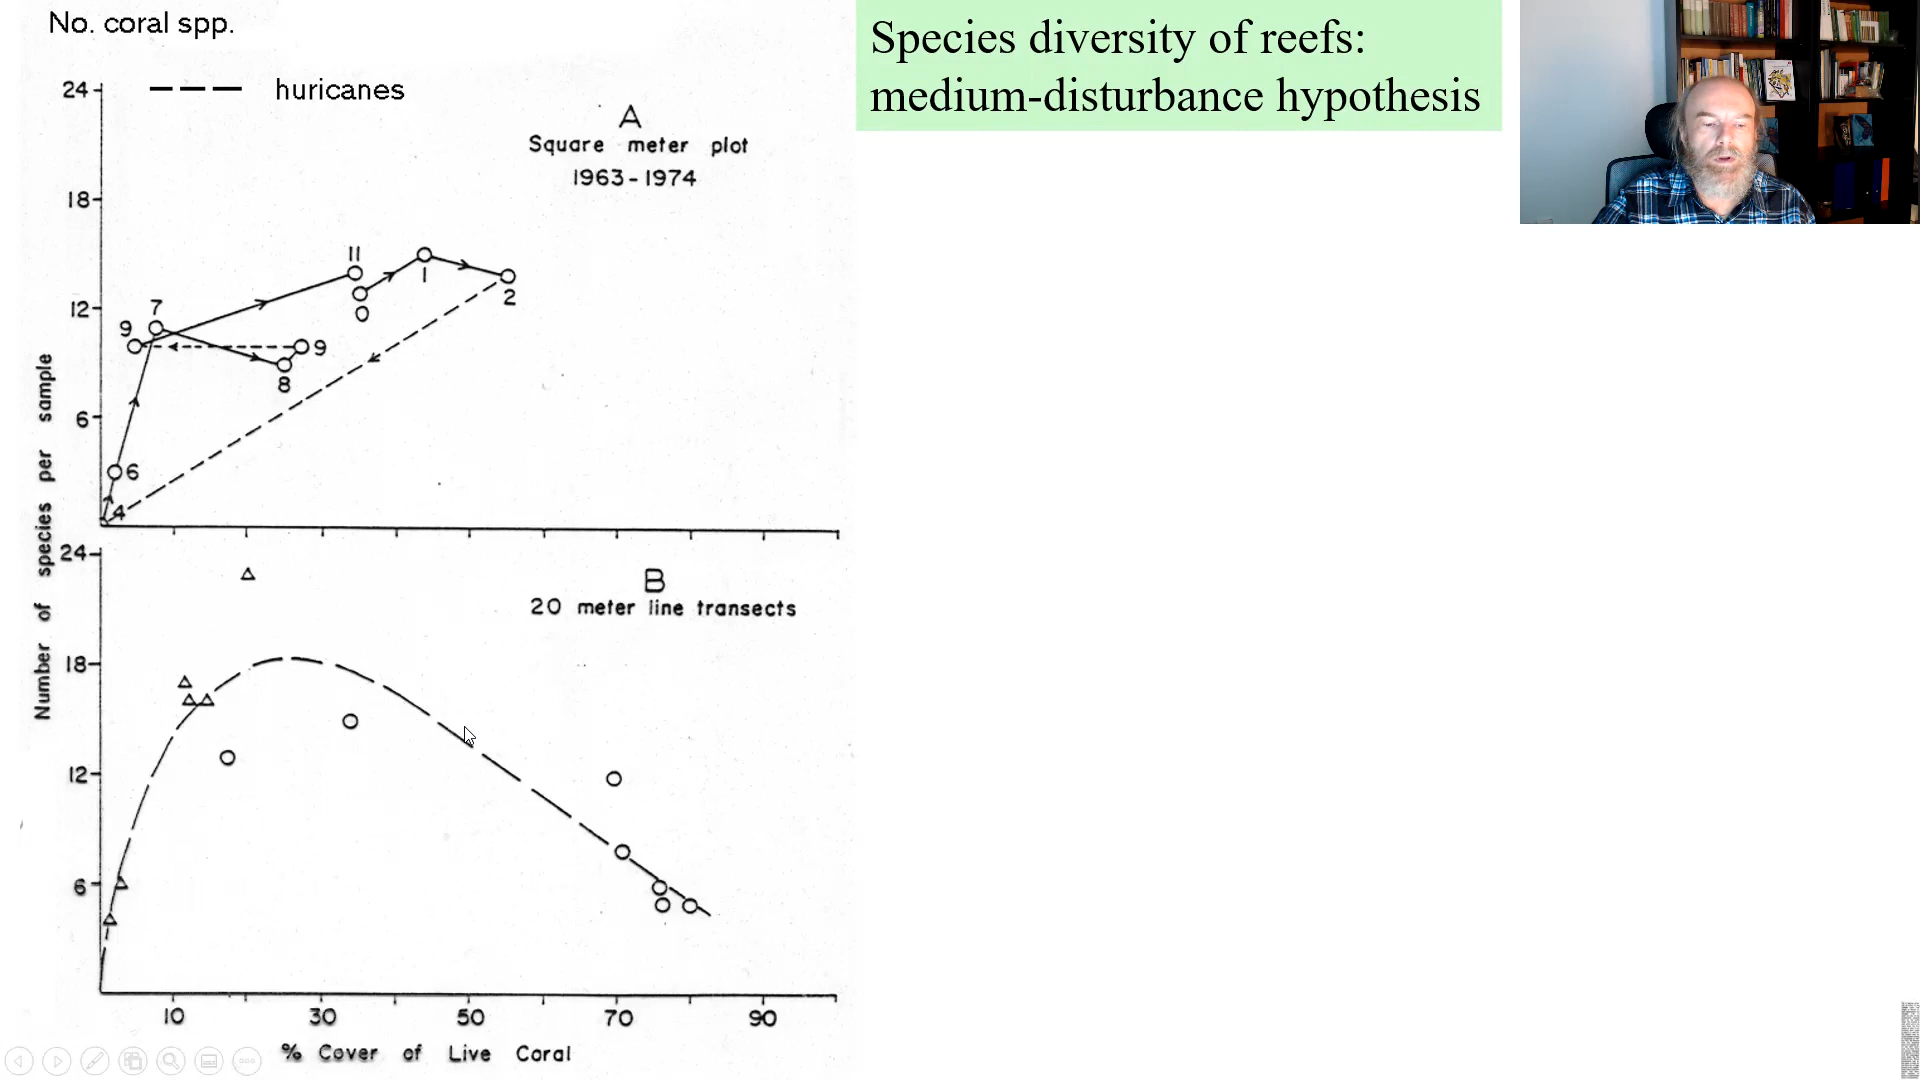 No. coral spp.
huricanes
Species diversity of reefs:
medium-disturbance hypothesis
A
Square meter plot
1963-1974
24
18
12
6
11
0
1
2
7
9
9
8
6
4
Number of species per sample
B
20 meter line transects
24
18
12
6
10
30
50
70
90
% Cover of Live Coral